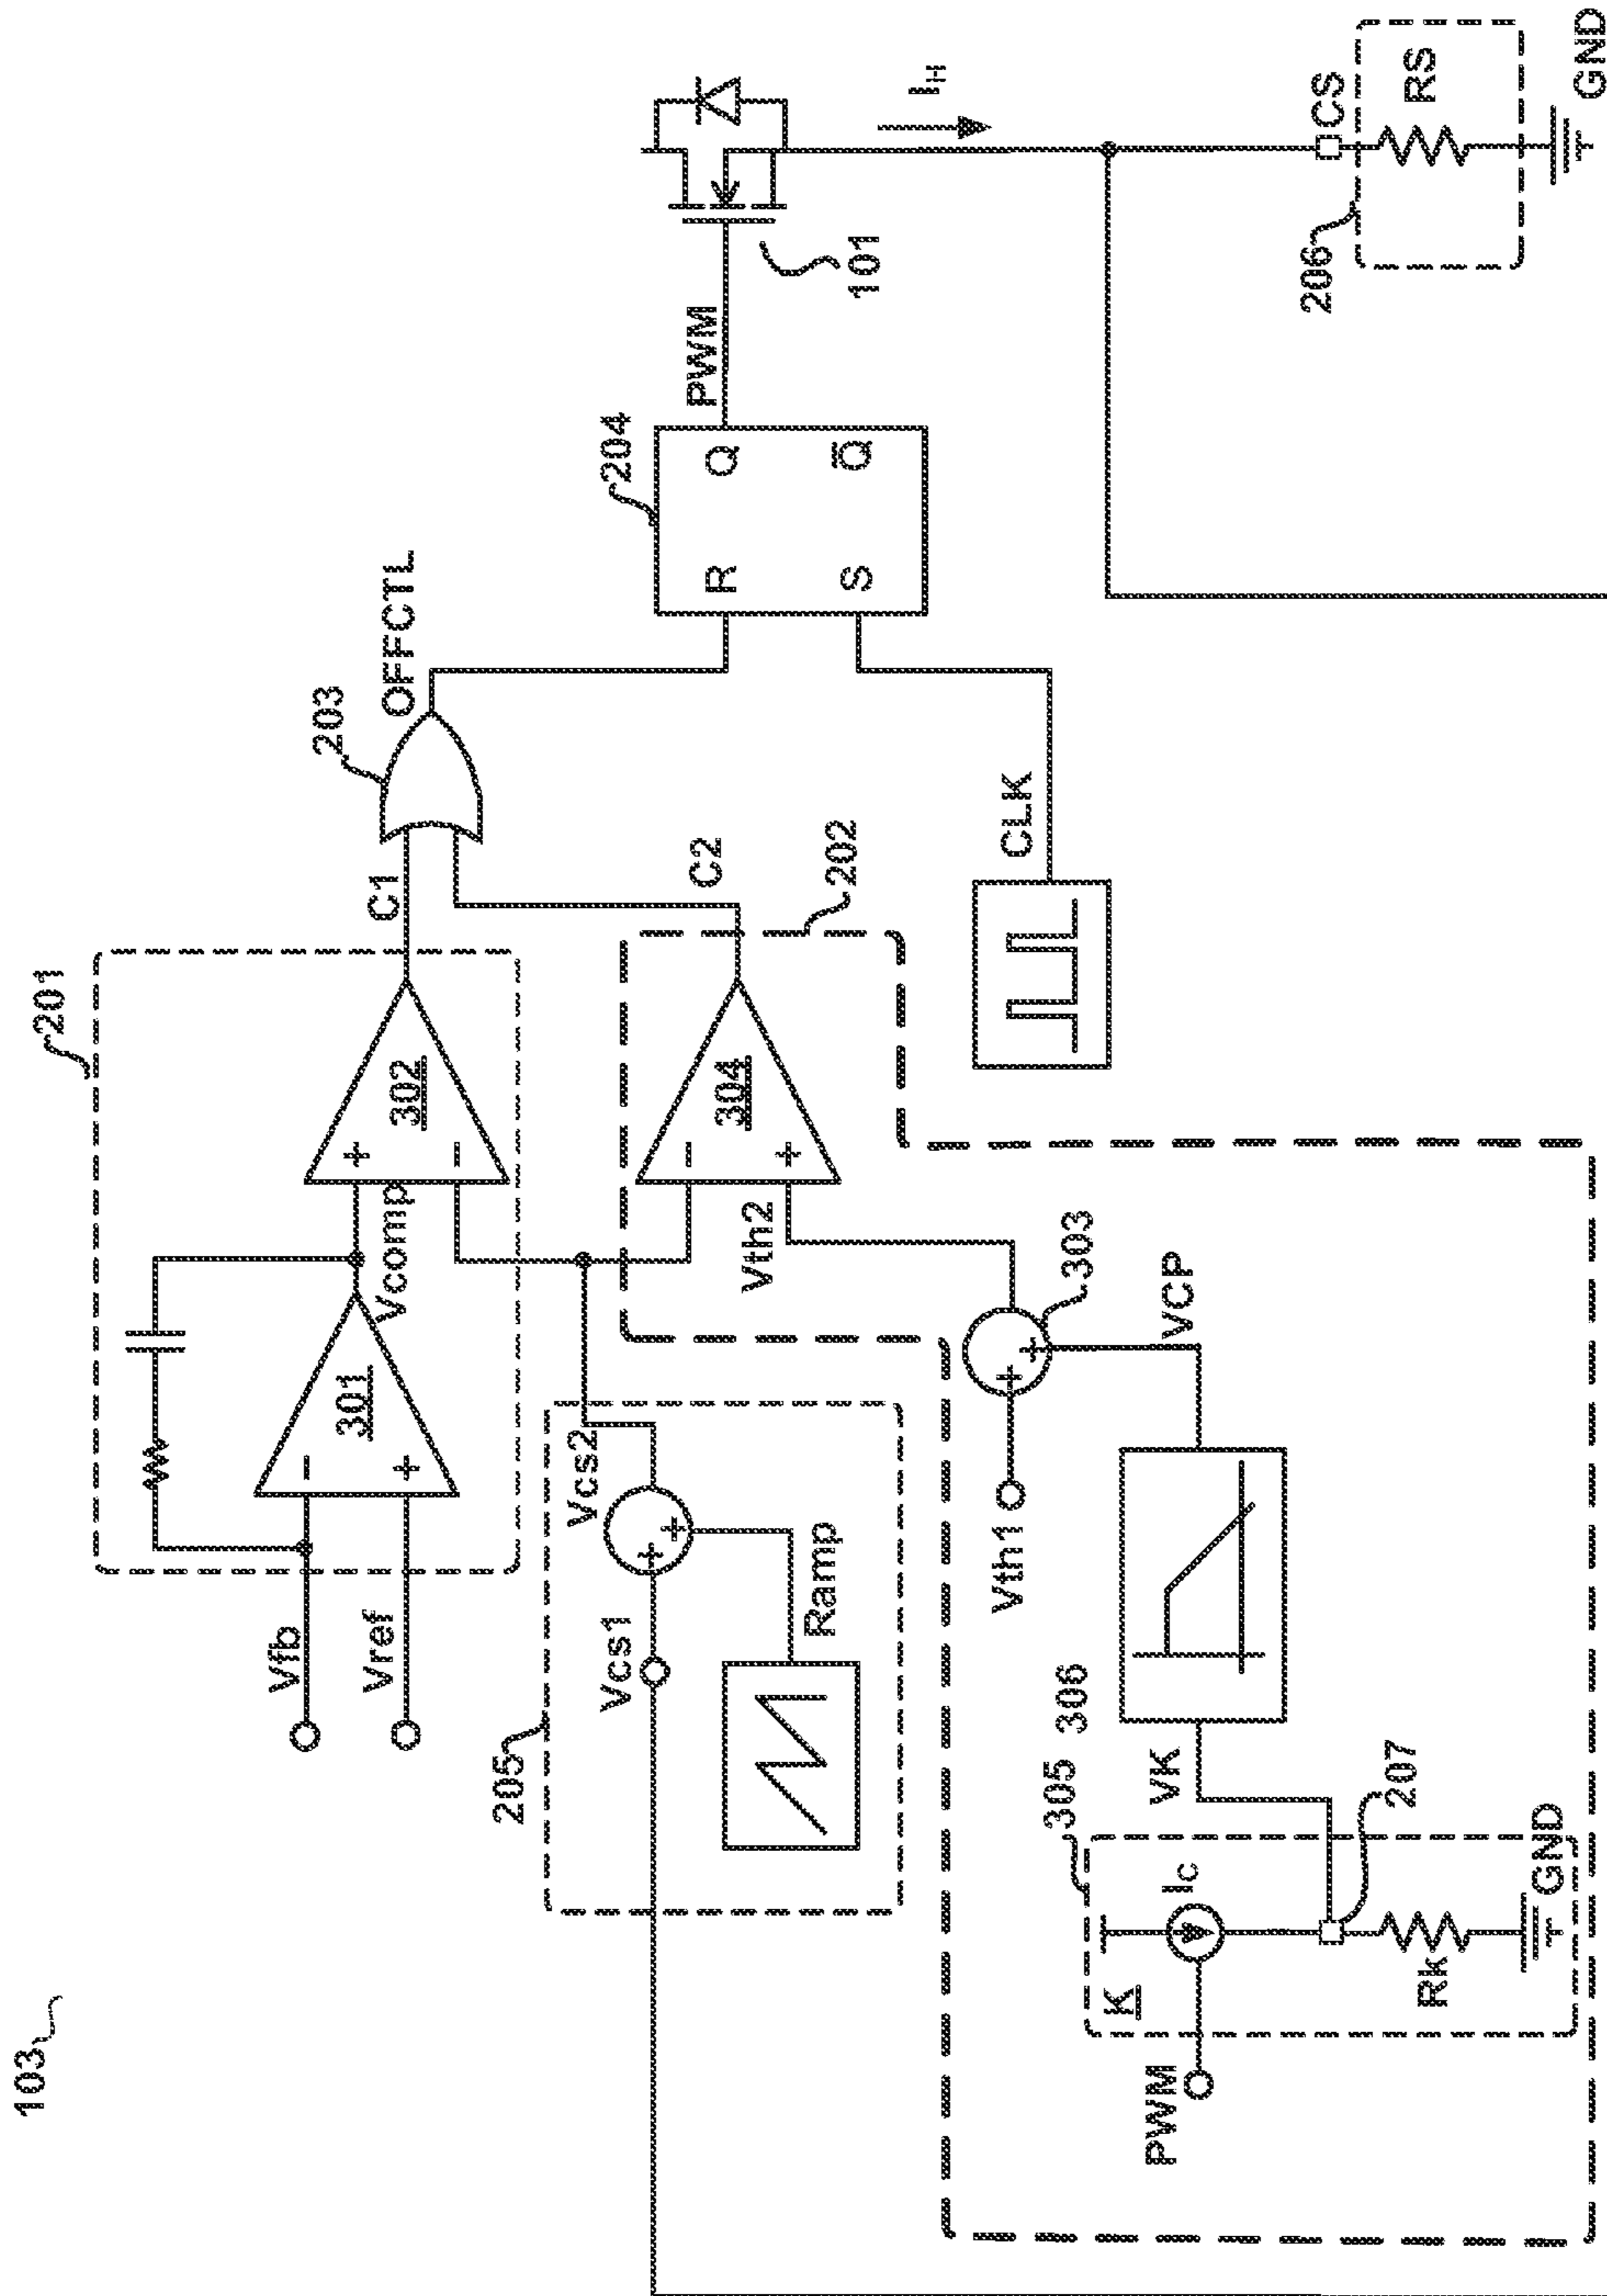 103
201
Vfb
Vref
301
Vcomp
302
C1
203
OFFCTL
204
R
Q
S
Q̅
PWM
101
IH
CS
206
RS
GND
205
Vcs1
Vcs2
Ramp
304
Vth2
C2
202
CLK
Vth1
303
VCP
305
306
VK
K
IC
PWM
207
Rk
GND